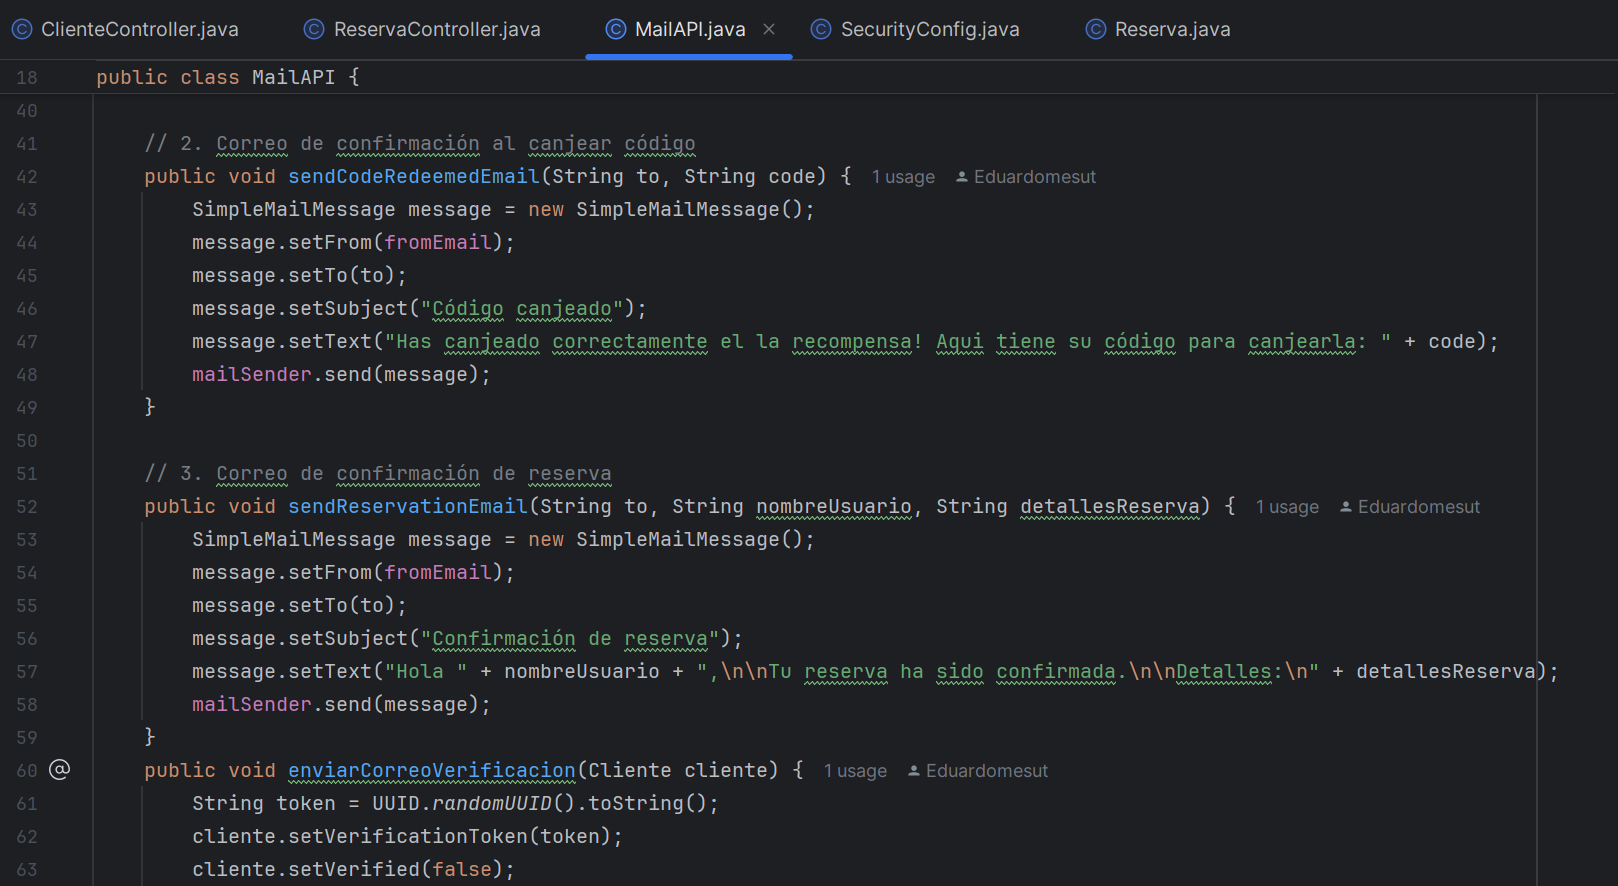 ClienteController.java ReservaController.java MailAPI.java SecurityConfig.java Reserva.java
18 public class MailAPI {
40
41 // 2. Correo de confirmación al canjear código
42 public void sendCodeRedeemedEmail(String to, String code) { 1 usage Eduardomesut
43 SimpleMailMessage message = new SimpleMailMessage();
44 message.setFrom(fromEmail);
45 message.setTo(to);
46 message.setSubject("Código canjeado");
47 message.setText("Has canjeado correctamente el la recompensa! Aqui tiene su código para canjearla: " + code);
48 mailSender.send(message);
49 }
50
51 // 3. Correo de confirmación de reserva
52 public void sendReservationEmail(String to, String nombreUsuario, String detallesReserva) { 1 usage Eduardomesut
53 SimpleMailMessage message = new SimpleMailMessage();
54 message.setFrom(fromEmail);
55 message.setTo(to);
56 message.setSubject("Confirmación de reserva");
57 message.setText("Hola " + nombreUsuario + ",\n\nTu reserva ha sido confirmada.\n\nDetalles:\n" + detallesReserva);
58 mailSender.send(message);
59 }
60 @ public void enviarCorreoVerificacion(Cliente cliente) { 1 usage Eduardomesut
61 String token = UUID.randomUUID().toString();
62 cliente.setVerificationToken(token);
63 cliente.setVerified(false);